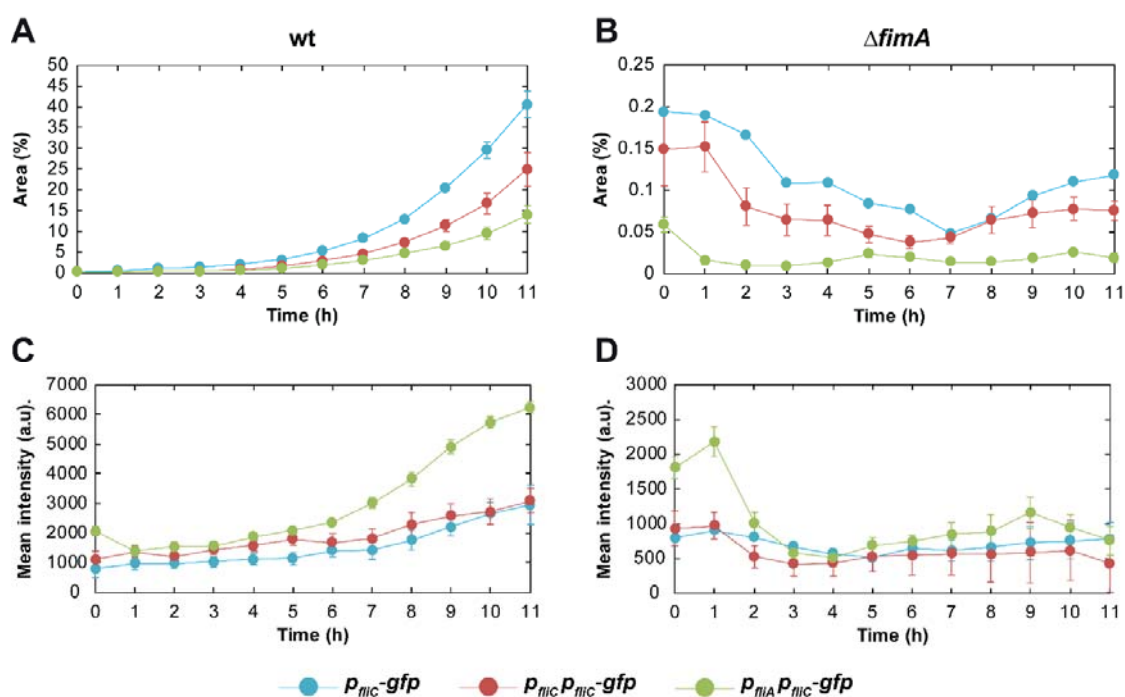 A
wt
50
45
40
35
30
25
20
15
10
5
0
Area (%)
0 1 2 3 4 5 6 7 8 9 10 11
Time (h)
B
ΔfimA
0.25
0.2
0.15
0.1
0.05
0
Area (%)
0 1 2 3 4 5 6 7 8 9 10 11
Time (h)
C
7000
6000
5000
4000
3000
2000
1000
0
Mean intensity (a.u).
0 1 2 3 4 5 6 7 8 9 10 11
Time (h)
D
3000
2500
2000
1500
1000
500
0
Mean intensity (a.u).
0 1 2 3 4 5 6 7 8 9 10 11
Time (h)
pfliC-gfp pfliC pfliC-gfp pfliA pfliC-gfp